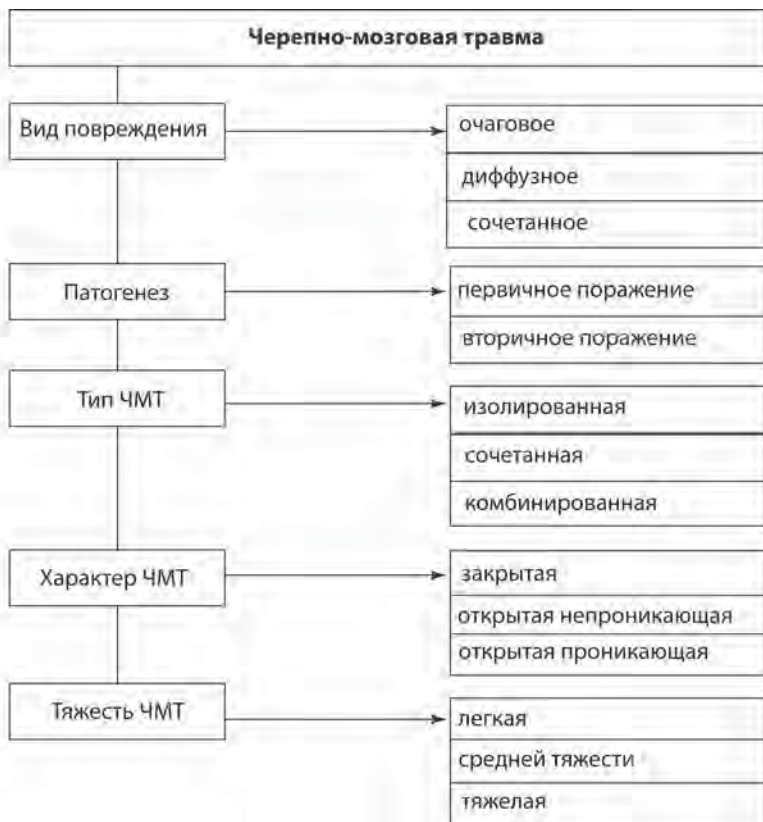 Черепно-мозговая травма
Вид повреждения
очаговое
диффузное
сочетанное
Патогенез
первичное поражение
вторичное поражение
Тип ЧМТ
изолированная
сочетанная
комбинированная
Характер ЧМТ
закрытая
открытая непроникающая
открытая проникающая
Тяжесть ЧМТ
легкая
средней тяжести
тяжелая